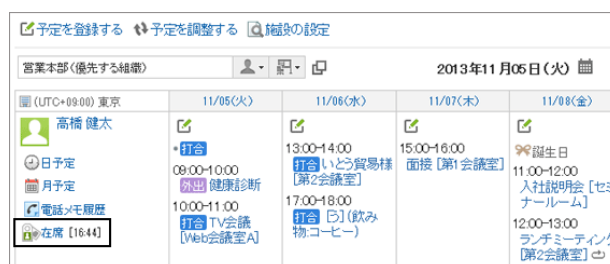 予定を登録する 予定を調整する 施設の設定
営業本部(優先する組織) 2013年11月05日(火)
(UTC+09:00) 東京 11/05(火) 11/06(水) 11/07(木) 11/08(金)
高橋 健太
日予定
月予定
電話メモ履歴
在席 [16:44]
打合
09:00-10:00
外出 健康診断
10:00-11:00
打合 TV会議
[Web会議室A]
13:00-14:00
打合 いとう貿易様
[第2会議室]
17:00-18:00
打合 [ラ](飲み
物:コーヒー)
15:00-16:00
面接 [第1会議室]
誕生日
11:00-12:00
入社説明会 [セミ
ナールーム]
12:00-13:00
ランチミーティング
[第2会議室]